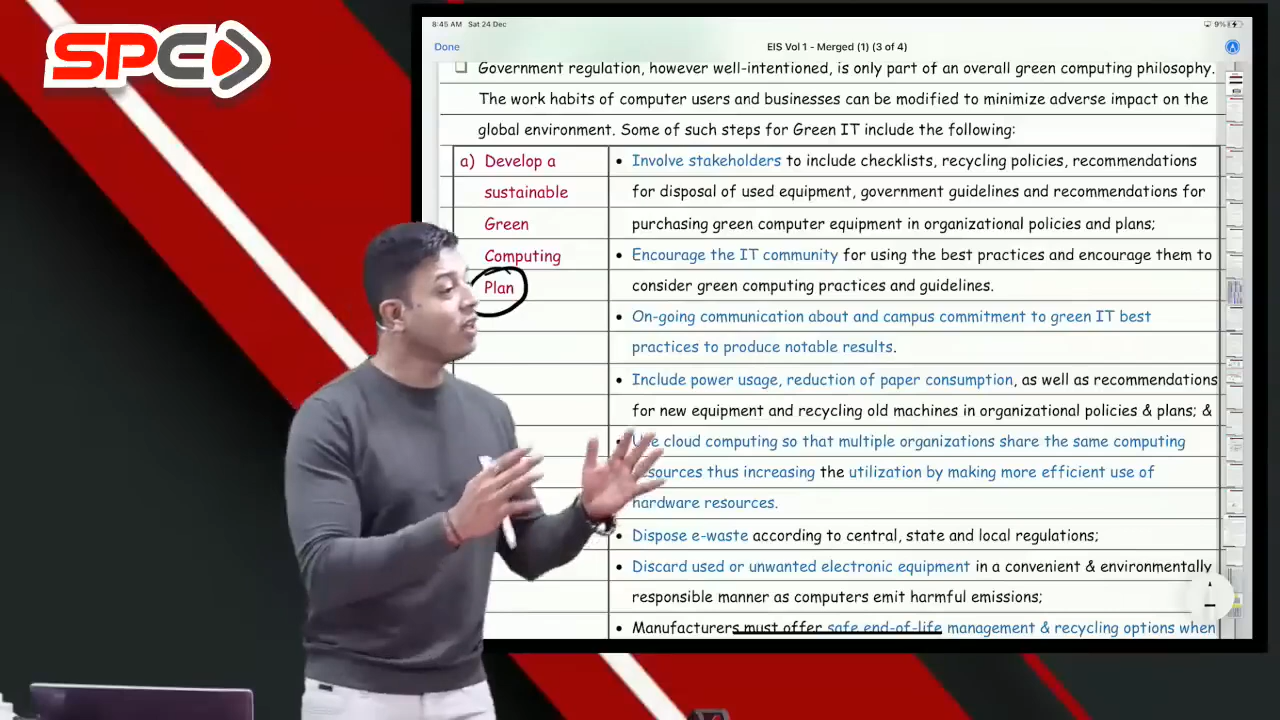 SPC
8:45 AM Sat 24 Dec
9%
Done
EIS Vol 1 - Merged (1) (3 of 4)
Government regulation, however well-intentioned, is only part of an overall green computing philosophy.
The work habits of computer users and businesses can be modified to minimize adverse impact on the
global environment. Some of such steps for Green IT include the following:
a) Develop a
sustainable
Green
Computing
Plan
• Involve stakeholders to include checklists, recycling policies, recommendations
for disposal of used equipment, government guidelines and recommendations for
purchasing green computer equipment in organizational policies and plans;
• Encourage the IT community for using the best practices and encourage them to
consider green computing practices and guidelines.
• On-going communication about and campus commitment to green IT best
practices to produce notable results.
• Include power usage, reduction of paper consumption, as well as recommendations
for new equipment and recycling old machines in organizational policies & plans; &
cloud computing so that multiple organizations share the same computing
resources thus increasing the utilization by making more efficient use of
hardware resources.
• Dispose e-waste according to central, state and local regulations;
• Discard used or unwanted electronic equipment in a convenient & environmentally
responsible manner as computers emit harmful emissions;
• Manufacturers must offer safe end-of-life management & recycling options when